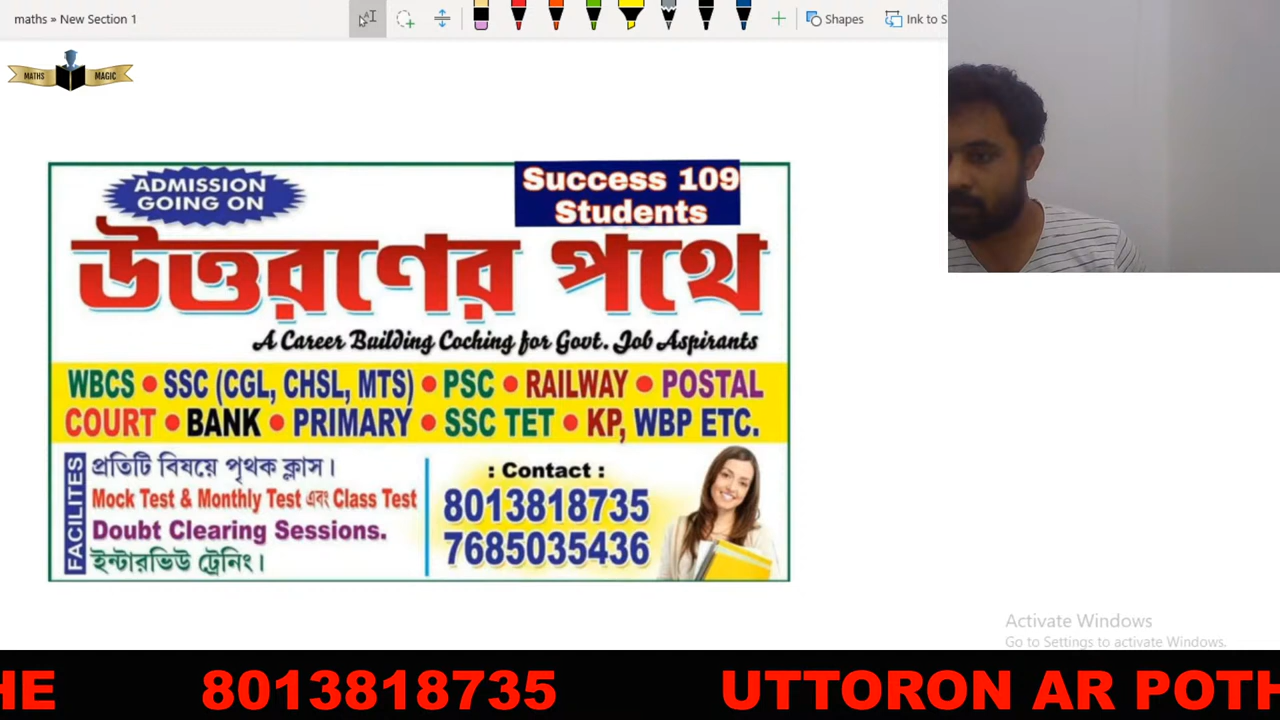 maths » New Section 1
Shapes
Ink to S
MATHS MAGIC
ADMISSION
GOING ON
Success 109
Students
উত্তরণের পথে
A Career Building Coching for Govt. Job Aspirants
WBCS • SSC (CGL, CHSL, MTS) • PSC • RAILWAY • POSTAL
COURT • BANK • PRIMARY • SSC TET • KP, WBP ETC.
FACILITES
প্রতিটি বিষয়ে পৃথক ক্লাস।
Mock Test & Monthly Test এবং Class Test
Doubt Clearing Sessions.
ইন্টারভিউ ট্রেনিং।
: Contact :
8013818735
7685035436
Activate Windows
Go to Settings to activate Windows.
HE 8013818735 UTTORON AR POTH